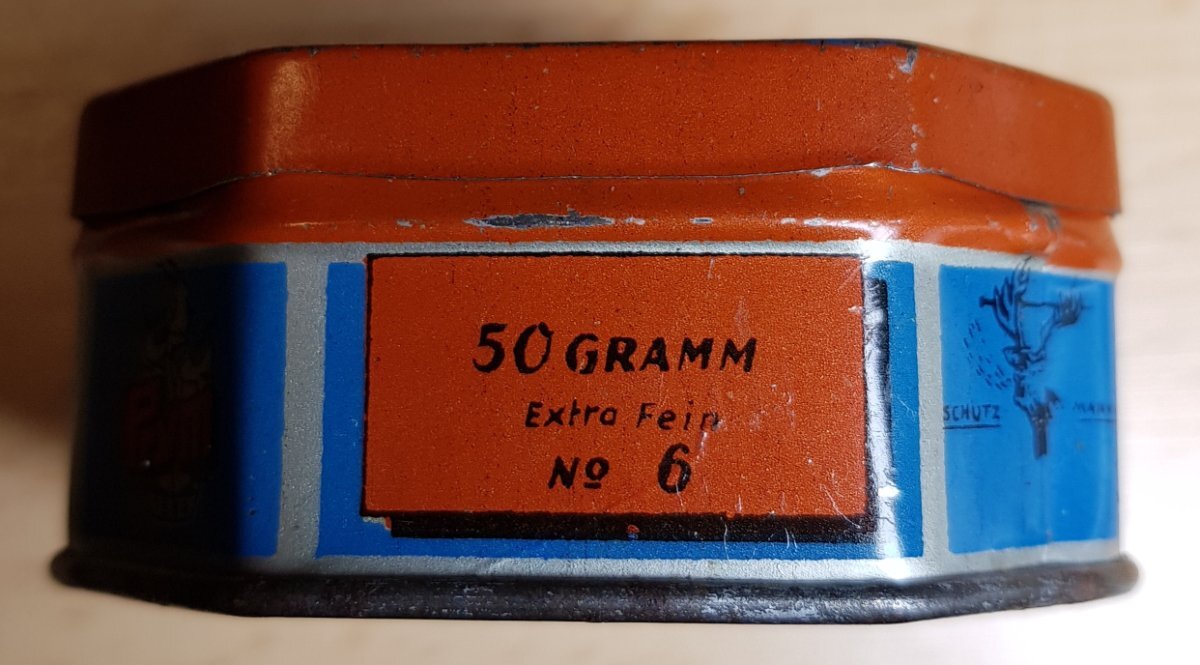 50 GRAMM
Extra Fein
No 6
SCHUTZ